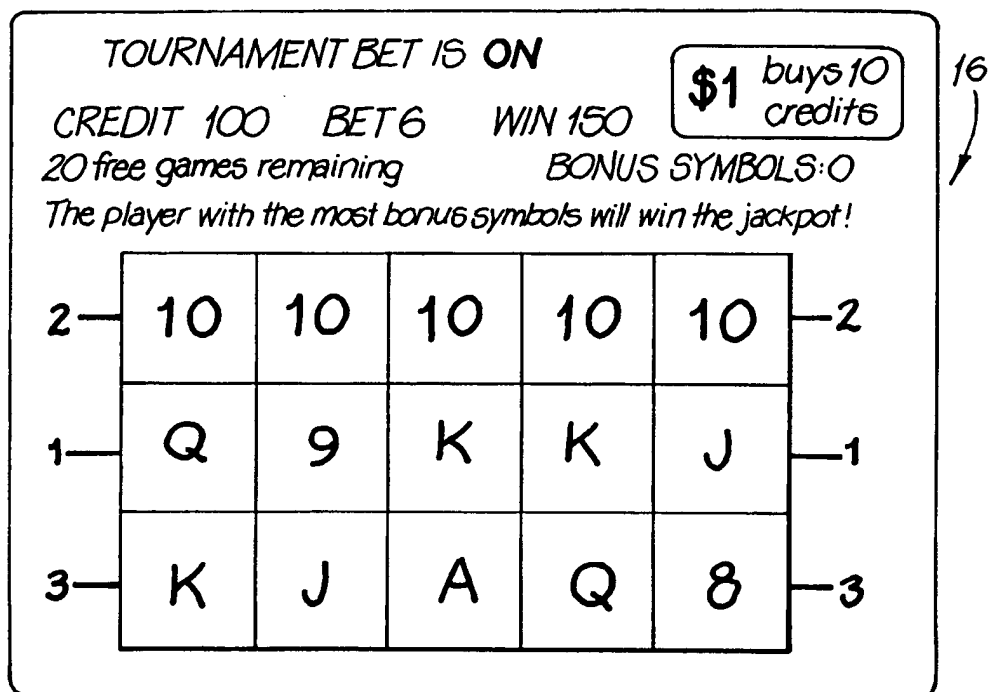 TOURNAMENT BET IS ON
$1 buys 10
credits
16
CREDIT 100 BET 6 WIN 150
20 free games remaining BONUS SYMBOLS:0
The player with the most bonus symbols will win the jackpot!
2 10 10 10 10 10 2
1 Q 9 K K J 1
3 K J A Q 8 3